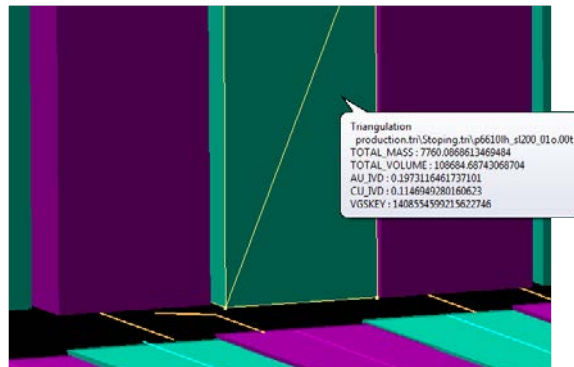 Triangulation
production.tri\Stoping.tri\p6610lh_sl200_01o.00t
TOTAL_MASS : 7760.0868613469484
TOTAL_VOLUME : 108684.68743068704
AU_IVD : 0.1973116461737101
CU_IVD : 0.1146949280160623
VGSKEY : 1408554599215622746